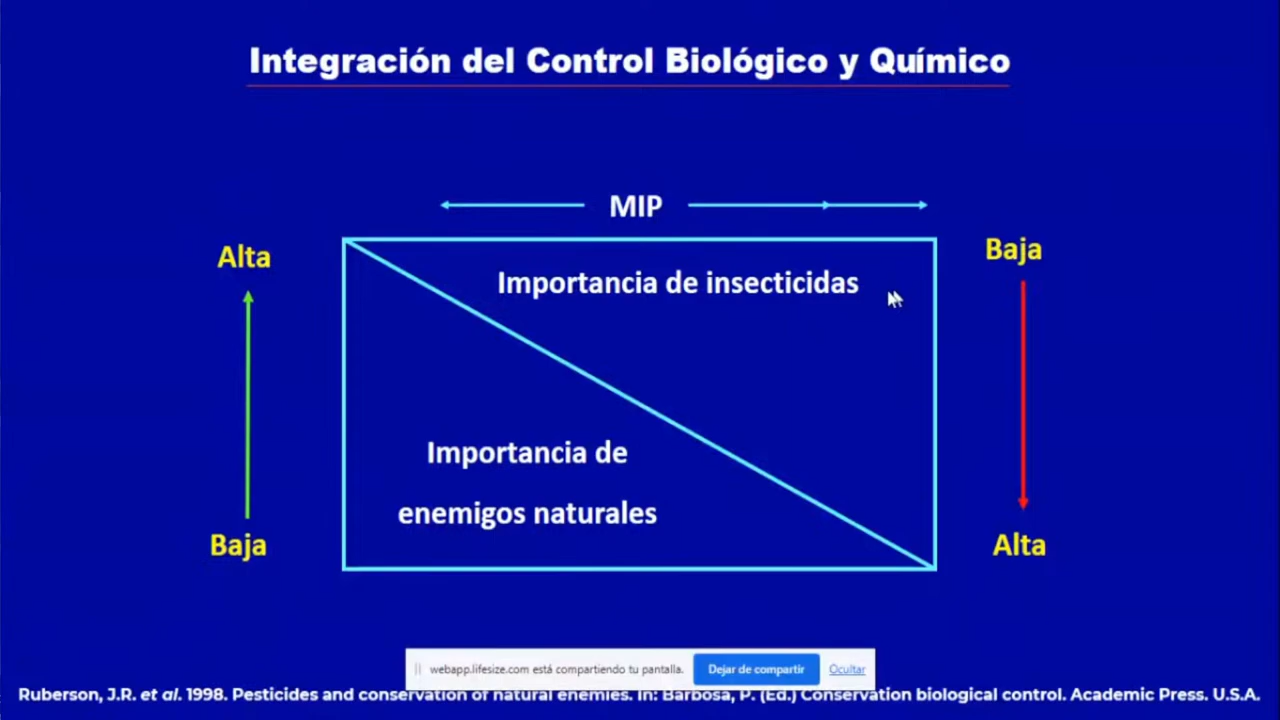 Integración del Control Biológico y Químico
MIP
Alta
Baja
Importancia de insecticidas
Importancia de
enemigos naturales
Baja
Alta
webapp.lifesize.com está compartiendo tu pantalla.
Dejar de compartir
Ocultar
Ruberson, J.R. et al. 1998. Pesticides and conservation of natural enemies. In: Barbosa, P. (Ed.) Conservation biological control. Academic Press. U.S.A.